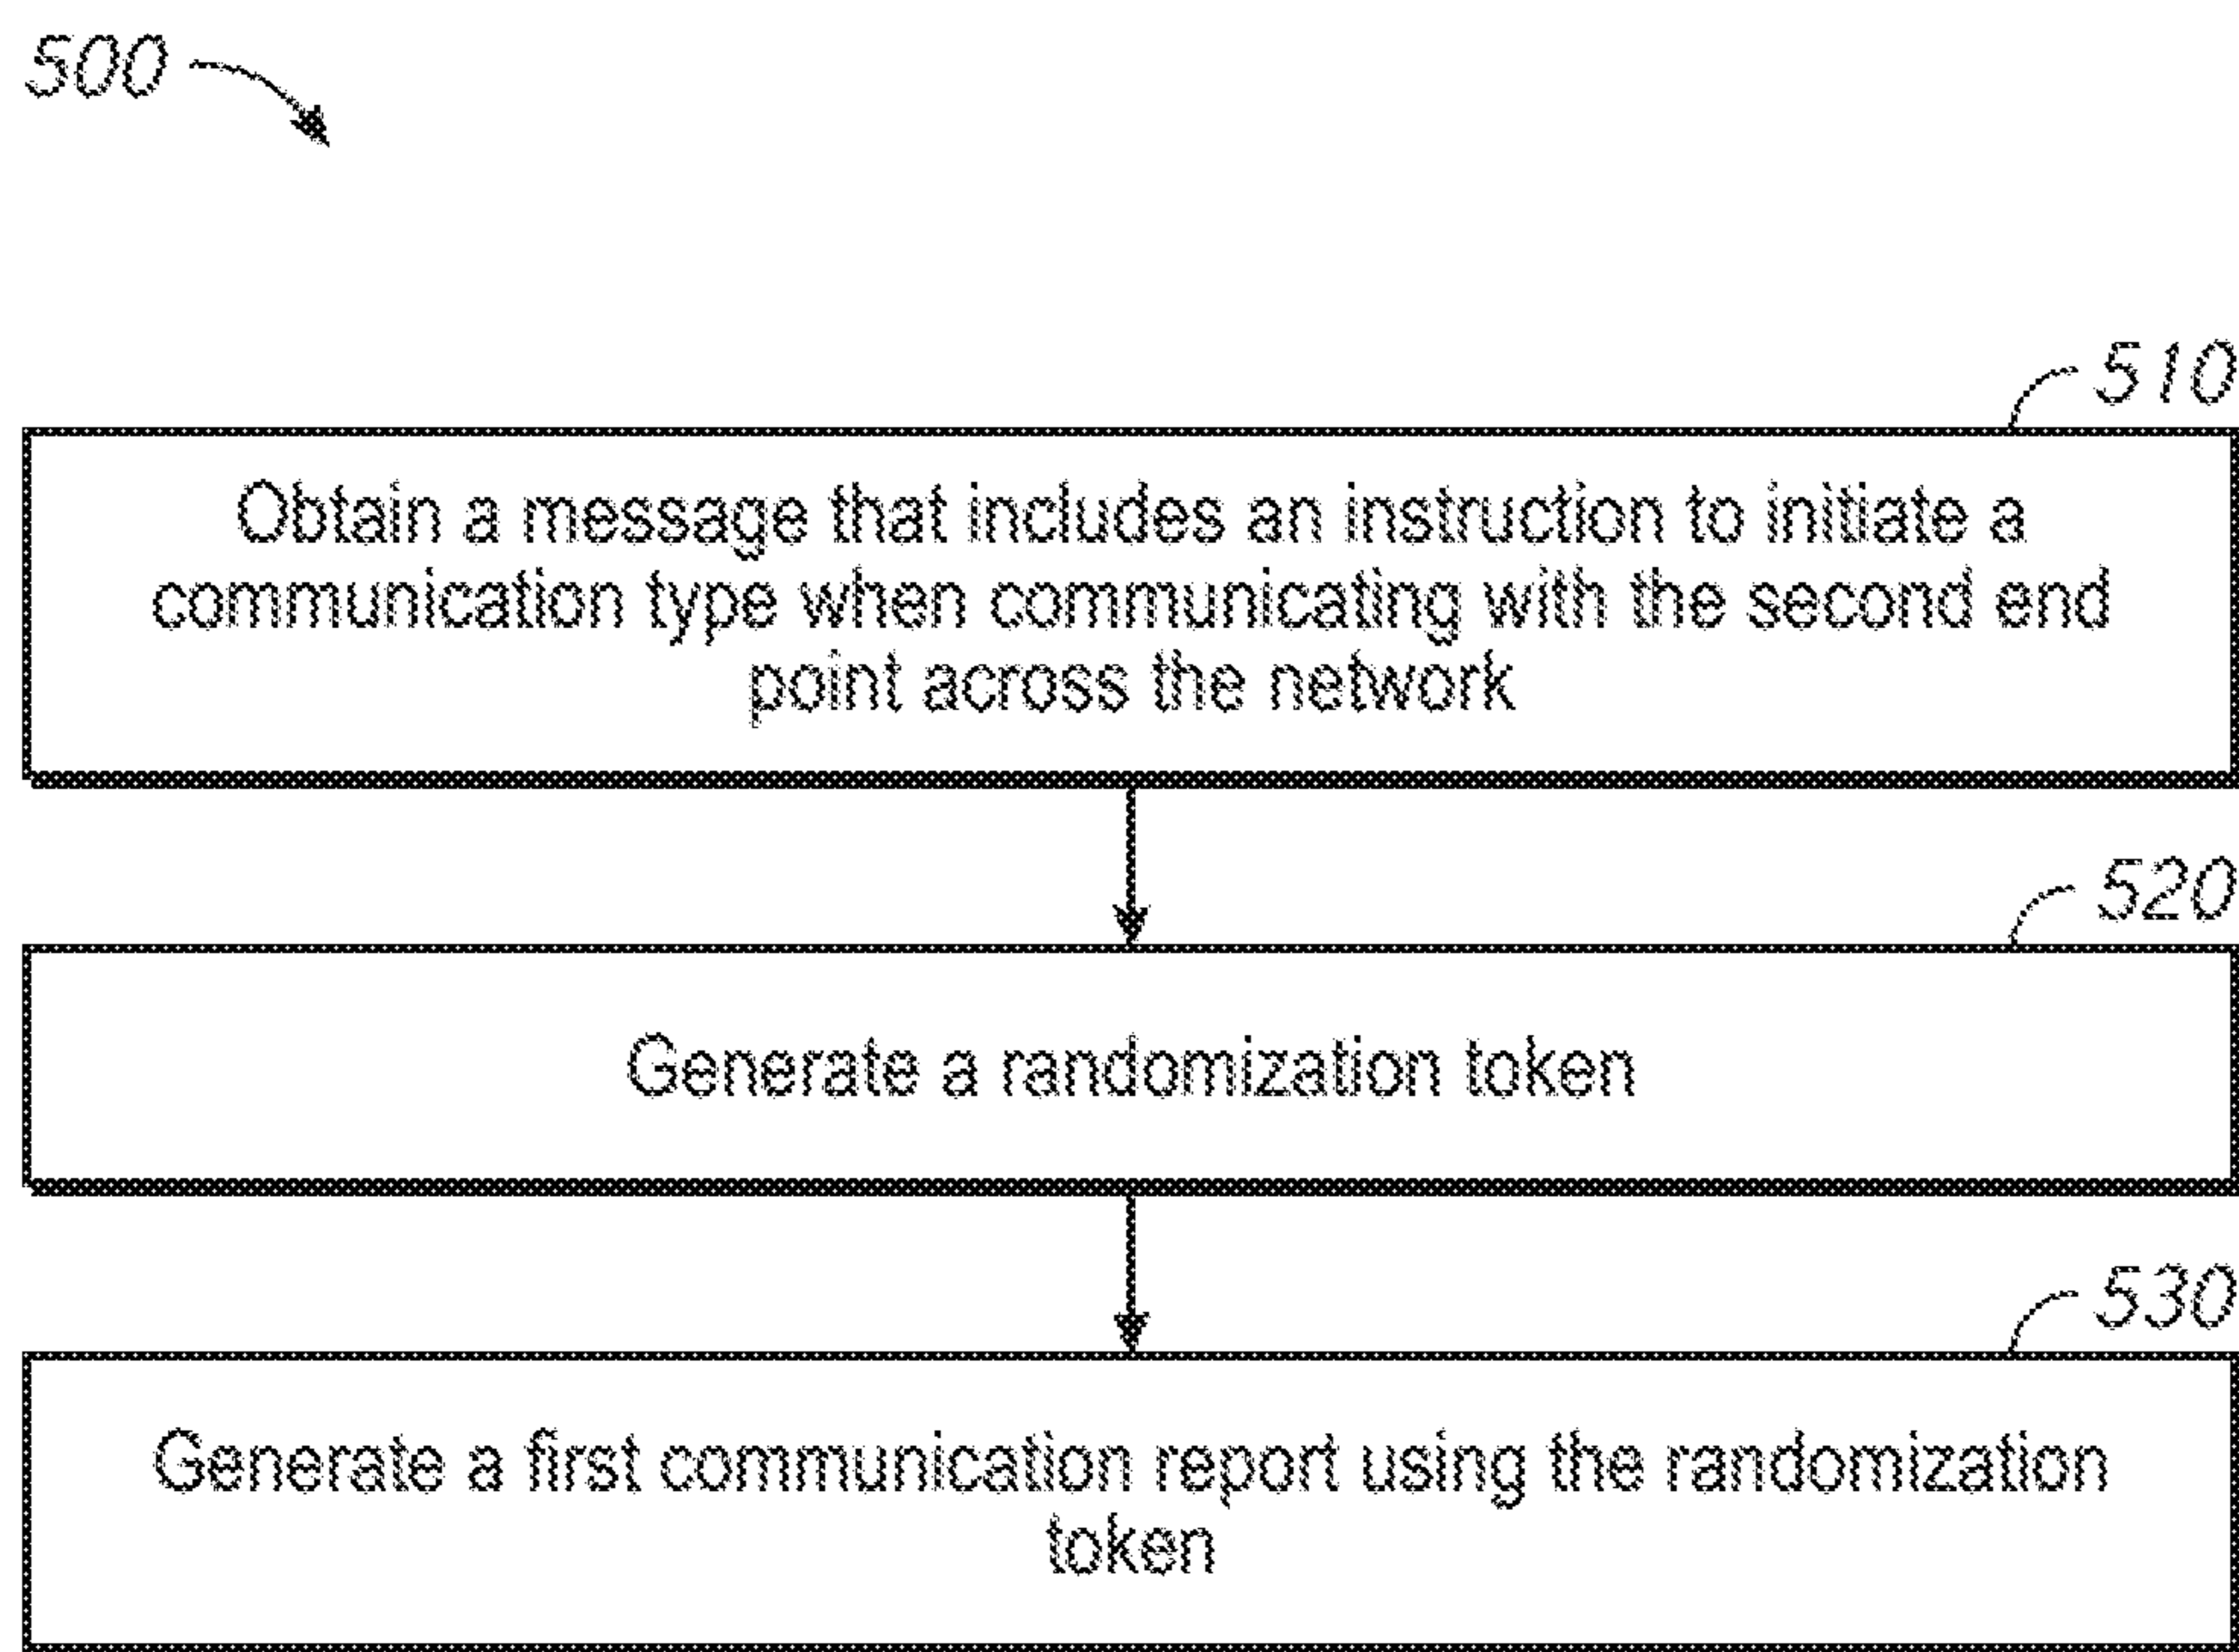 500
510
Obtain a message that includes an instruction to initiate a
communication type when communicating with the second end
point across the network
520
Generate a randomization token
530
Generate a first communication report using the randomization
token